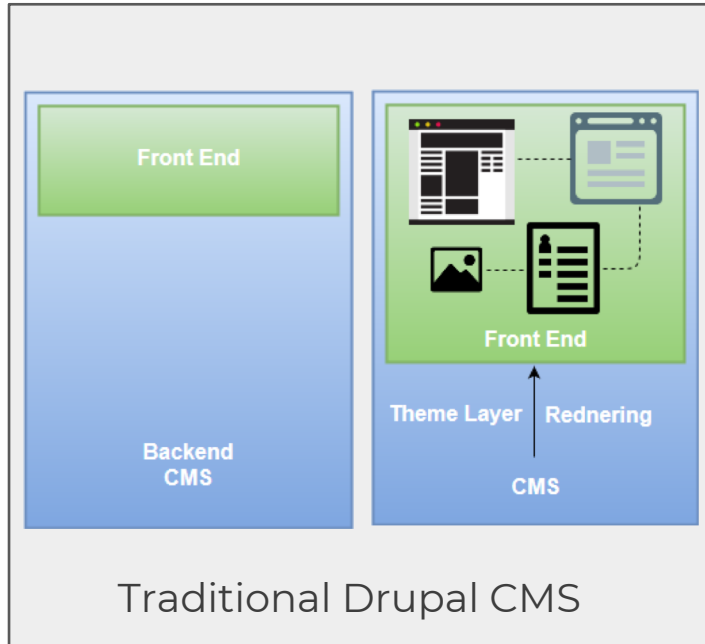 Front End
Backend
CMS
Front End
Theme Layer
Rednering
CMS
Traditional Drupal CMS